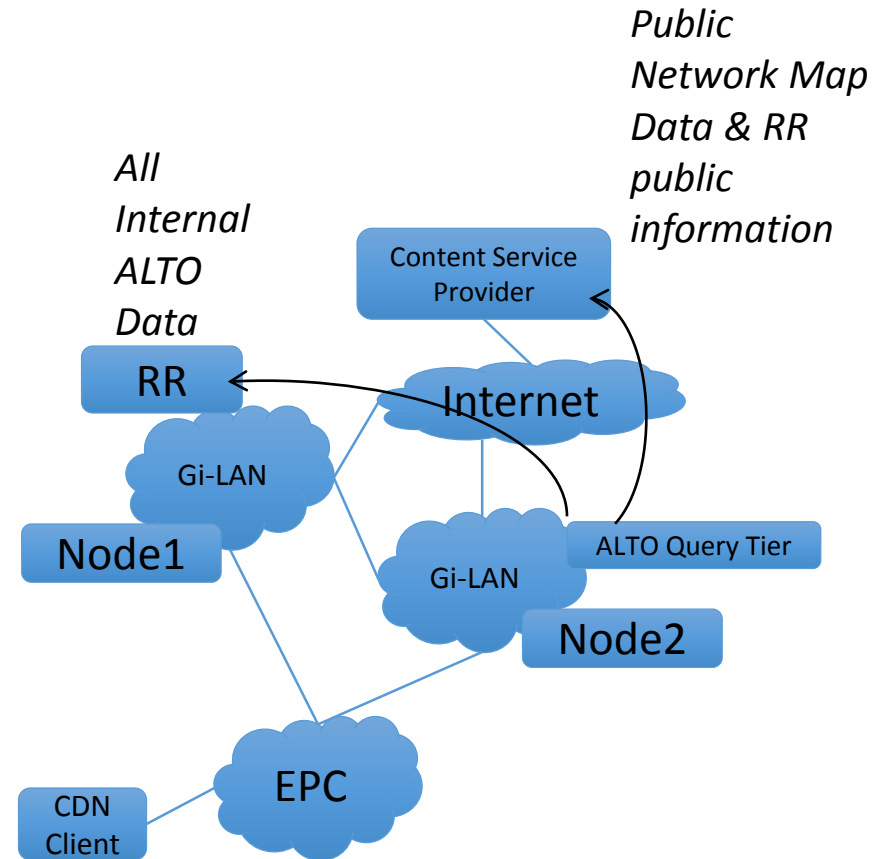 Public
Network Map
Data & RR
public
information
All
Internal
ALTO
Data
Content Service
Provider
RR
Internet
Gi-LAN
Node1
ALTO Query Tier
Gi-LAN
Node2
EPC
CDN
Client